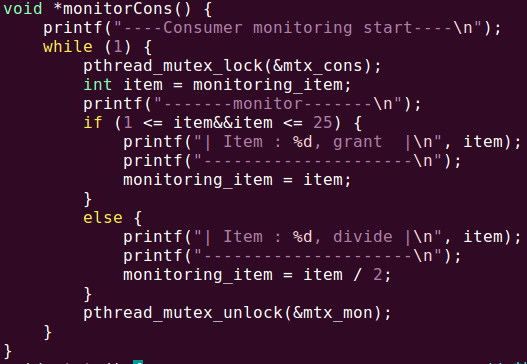 void *monitorCons() {
    printf("----Consumer monitoring start----\n");
    while (1) {
        pthread_mutex_lock(&mtx_cons);
        int item = monitoring_item;
        printf("-------monitor-------\n");
        if (1 <= item&&item <= 25) {
            printf("| Item : %d, grant  |\n", item);
            printf("---------------------\n");
            monitoring_item = item;
        }
        else {
            printf("| Item : %d, divide |\n", item);
            printf("---------------------\n");
            monitoring_item = item / 2;
        }
        pthread_mutex_unlock(&mtx_mon);
    }
}